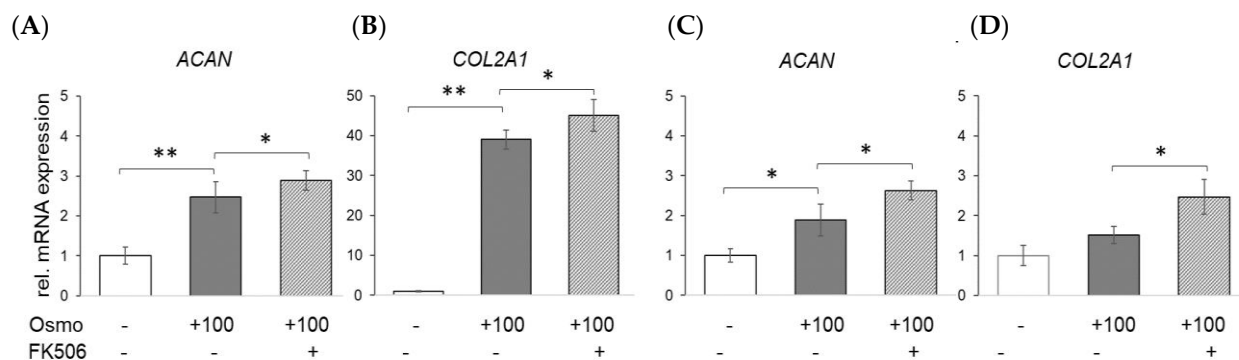 (A) (B) (C) (D)
ACAN COL2A1 ACAN COL2A1
rel. mRNA expression
5 50 5 5
4 40 4 4
3 30 3 3
2 20 2 2
1 10 1 1
0 0 0 0
** * ** * * * *
Osmo - +100 +100 - +100 +100 - +100 +100 - +100 +100
FK506 - - + - - + - - + - - +